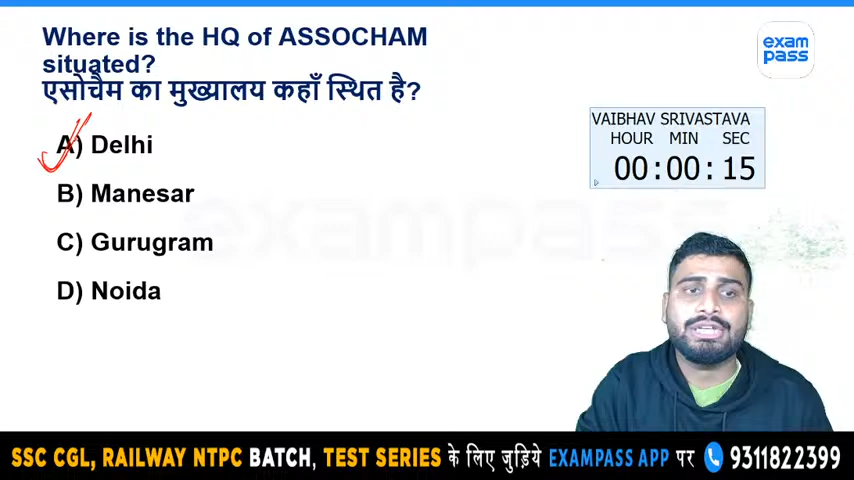 Where is the HQ of ASSOCHAM
situated?
एसोचैम का मुख्यालय कहाँ स्थित है?
exam
pass
A) Delhi
B) Manesar
C) Gurugram
D) Noida
VAIBHAV SRIVASTAVA
HOUR MIN SEC
00:00:15
exampass
SSC CGL, RAILWAY NTPC BATCH, TEST SERIES के लिए जुड़िये EXAMPASS APP पर 9311822399